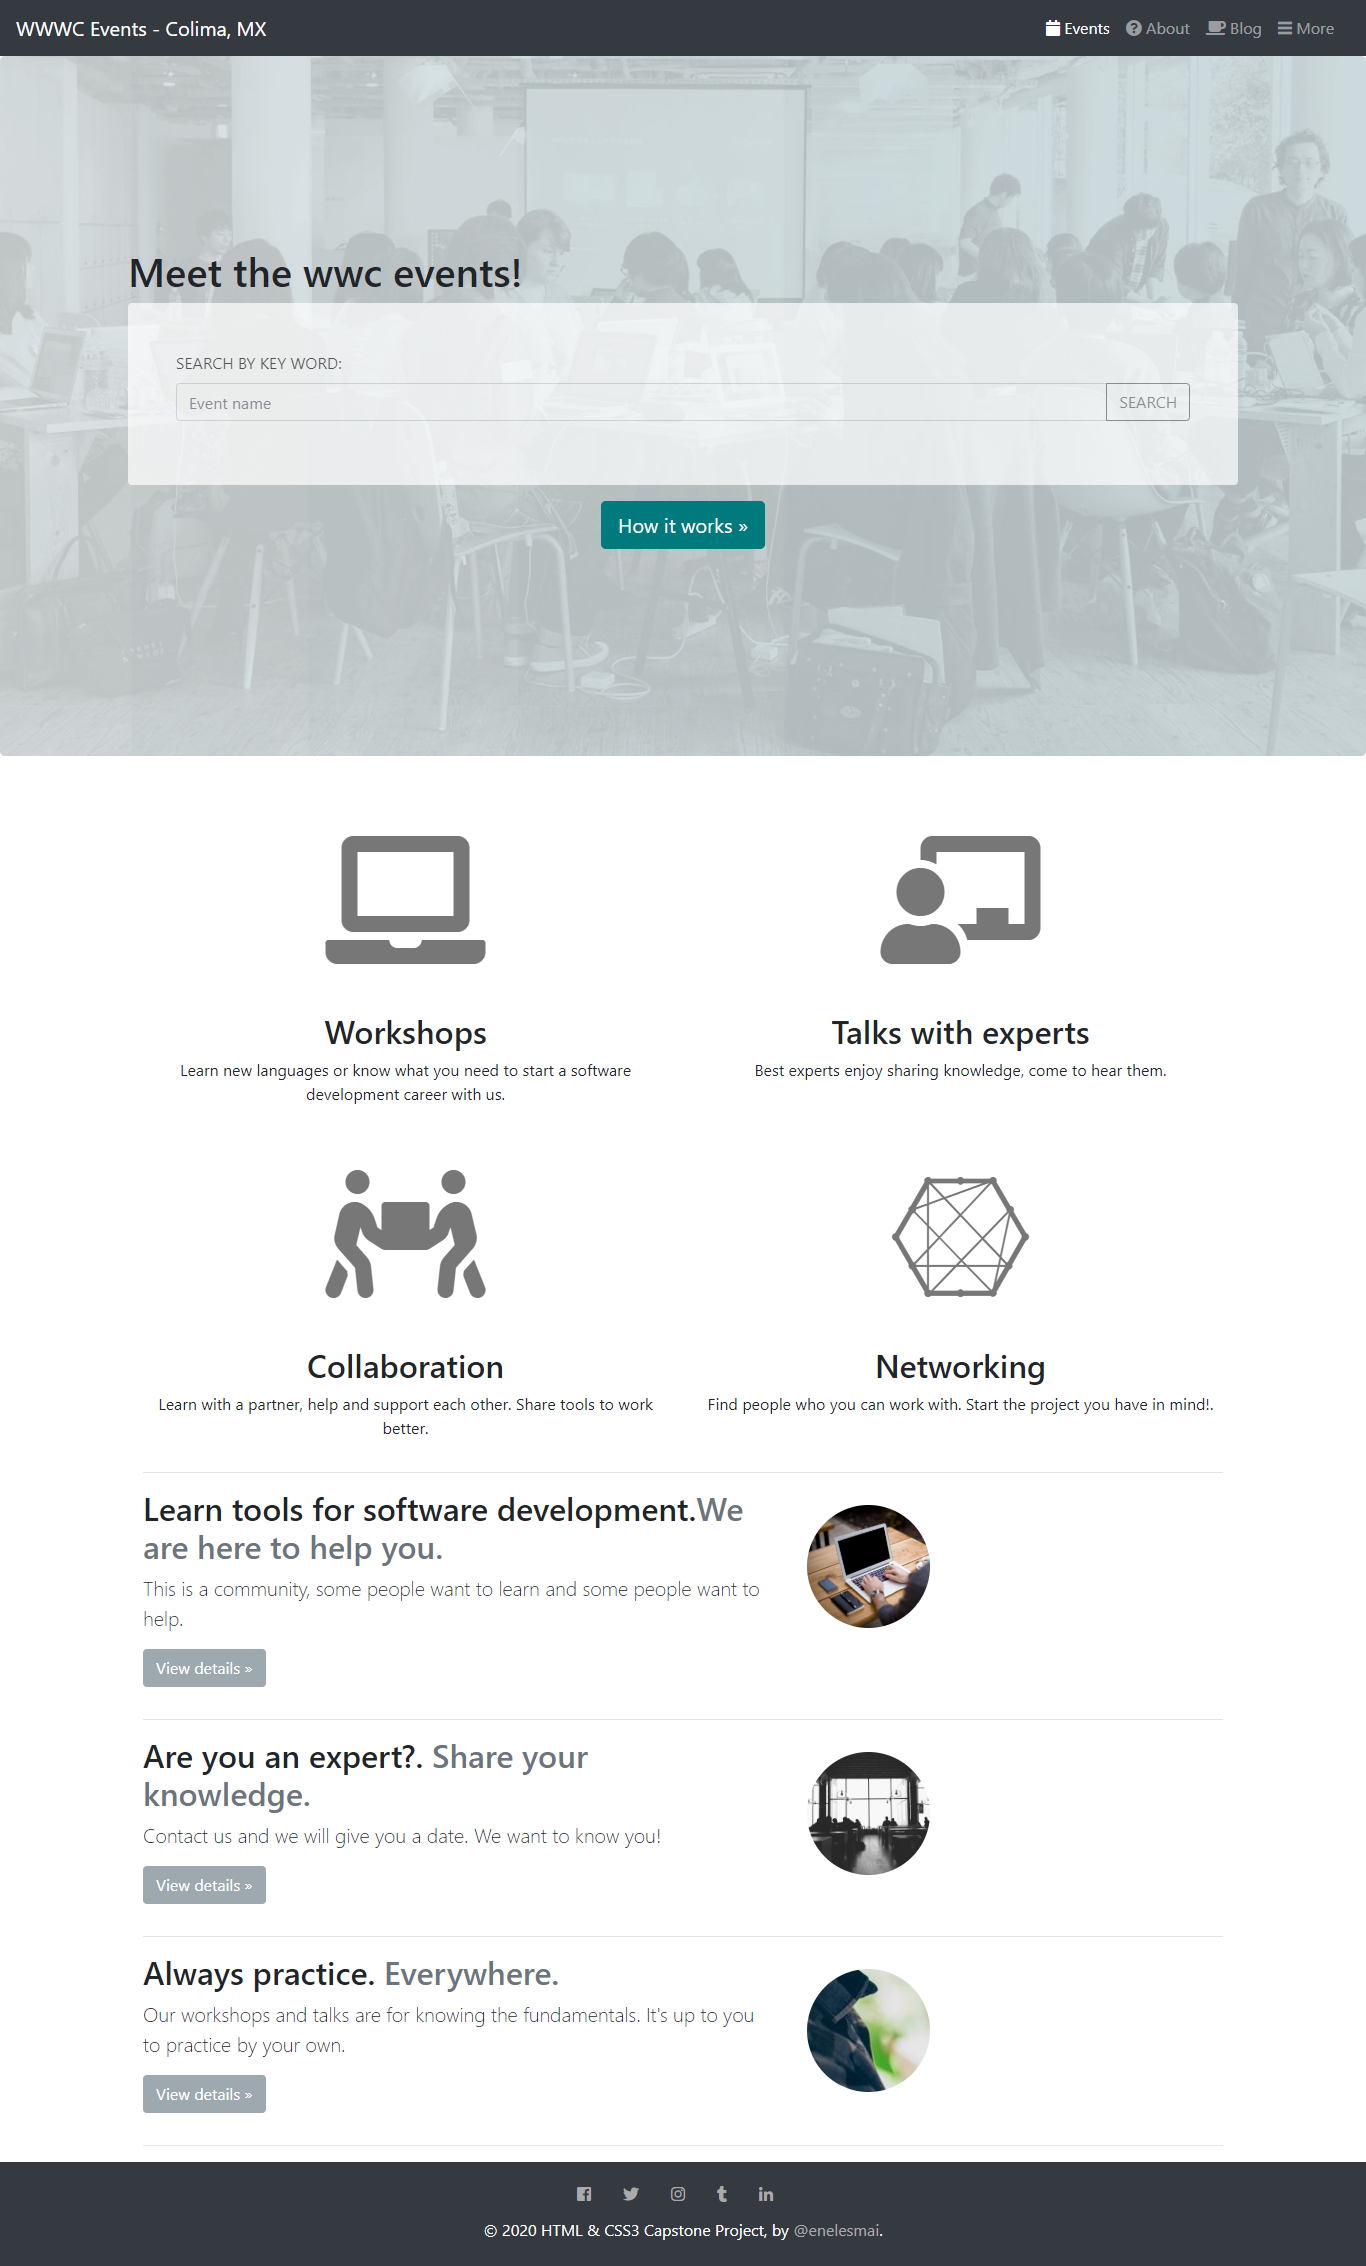 WWWC Events - Colima, MX
Events
About
Blog
More
Meet the wwc events!
SEARCH BY KEY WORD:
Event name
SEARCH
How it works »
Workshops
Learn new languages or know what you need to start a software
development career with us.
Talks with experts
Best experts enjoy sharing knowledge, come to hear them.
Collaboration
Learn with a partner, help and support each other. Share tools to work
better.
Networking
Find people who you can work with. Start the project you have in mind!.
Learn tools for software development.We
are here to help you.
This is a community, some people want to learn and some people want to
help.
View details »
Are you an expert?. Share your
knowledge.
Contact us and we will give you a date. We want to know you!
View details »
Always practice. Everywhere.
Our workshops and talks are for knowing the fundamentals. It's up to you
to practice by your own.
View details »
© 2020 HTML & CSS3 Capstone Project, by @enelesmai.